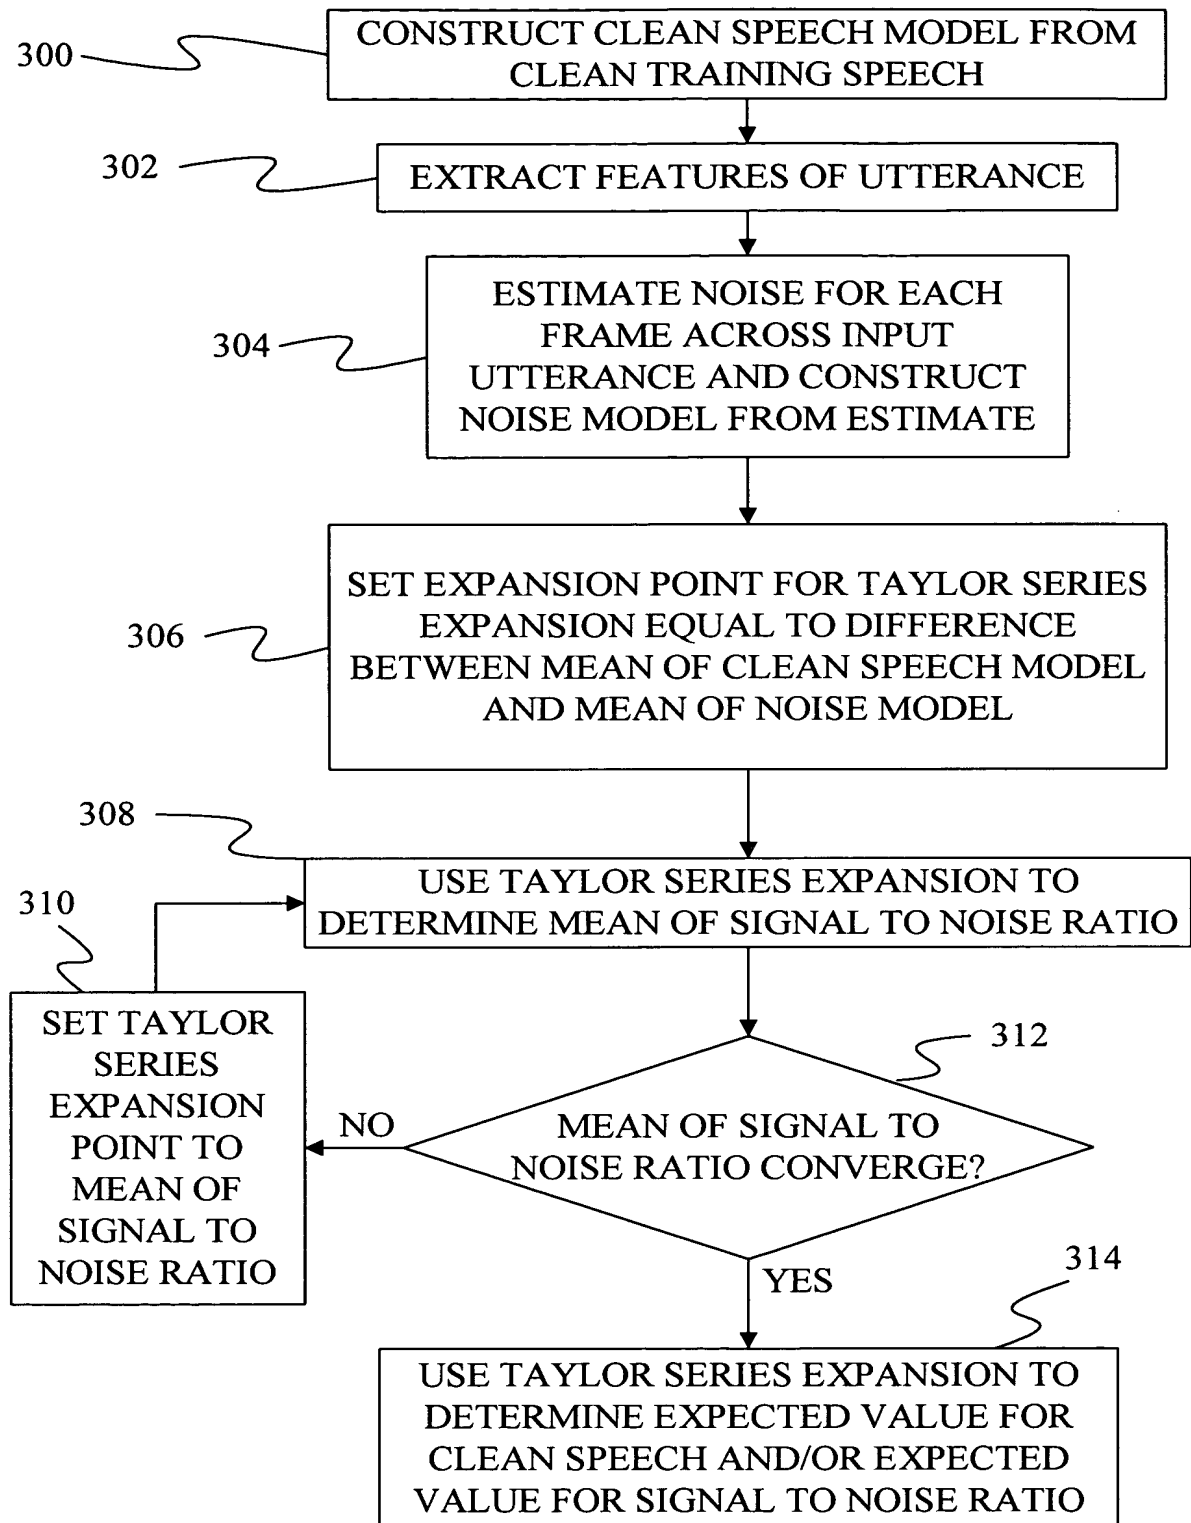 300
CONSTRUCT CLEAN SPEECH MODEL FROM
CLEAN TRAINING SPEECH
302
EXTRACT FEATURES OF UTTERANCE
304
ESTIMATE NOISE FOR EACH
FRAME ACROSS INPUT
UTTERANCE AND CONSTRUCT
NOISE MODEL FROM ESTIMATE
306
SET EXPANSION POINT FOR TAYLOR SERIES
EXPANSION EQUAL TO DIFFERENCE
BETWEEN MEAN OF CLEAN SPEECH MODEL
AND MEAN OF NOISE MODEL
308
USE TAYLOR SERIES EXPANSION TO
DETERMINE MEAN OF SIGNAL TO NOISE RATIO
310
SET TAYLOR
SERIES
EXPANSION
POINT TO
MEAN OF
SIGNAL TO
NOISE RATIO
312
NO
MEAN OF SIGNAL TO
NOISE RATIO CONVERGE?
YES
314
USE TAYLOR SERIES EXPANSION TO
DETERMINE EXPECTED VALUE FOR
CLEAN SPEECH AND/OR EXPECTED
VALUE FOR SIGNAL TO NOISE RATIO